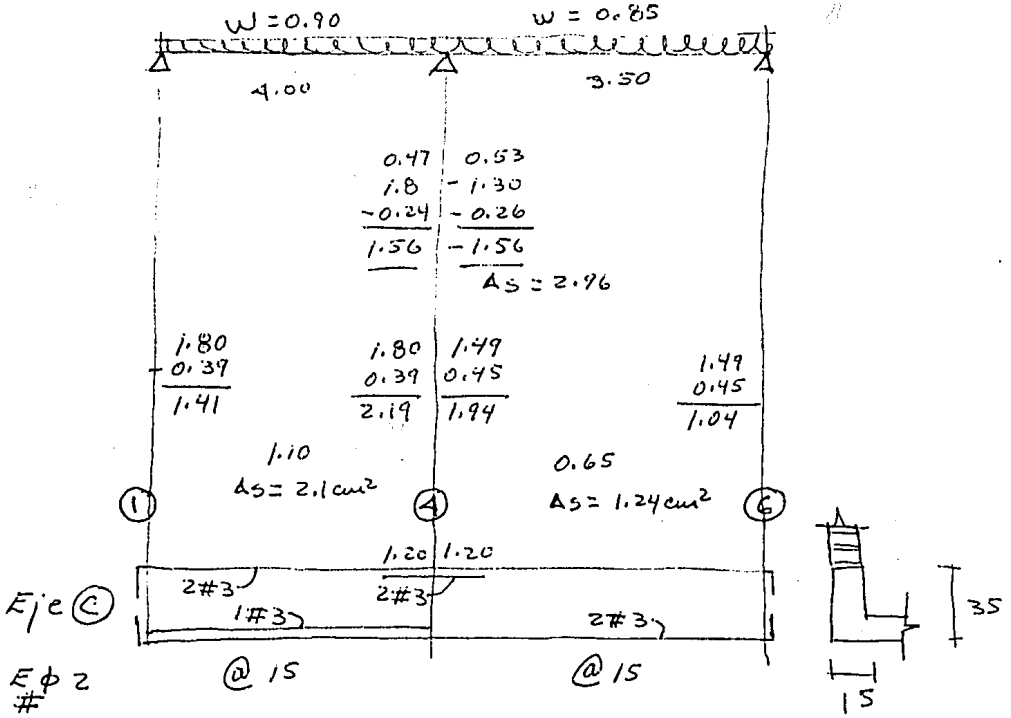 W = 0.90 W = 0.85
4.00 3.50
0.47 0.53
1.8 - 1.30
-0.24 - 0.26
1.56 - 1.56
As = 2.96
1.80 1.80 1.49 1.49
- 0.39 0.39 0.45 0.45
1.41 2.19 1.94 1.04
1.10 0.65
As = 2.1 cm² As = 1.24 cm²
1 4 6
1.20 1.20
2#3 2#3
Eje C 1#3 2#3 35
E φ 2 @ 15 @ 15 15
#